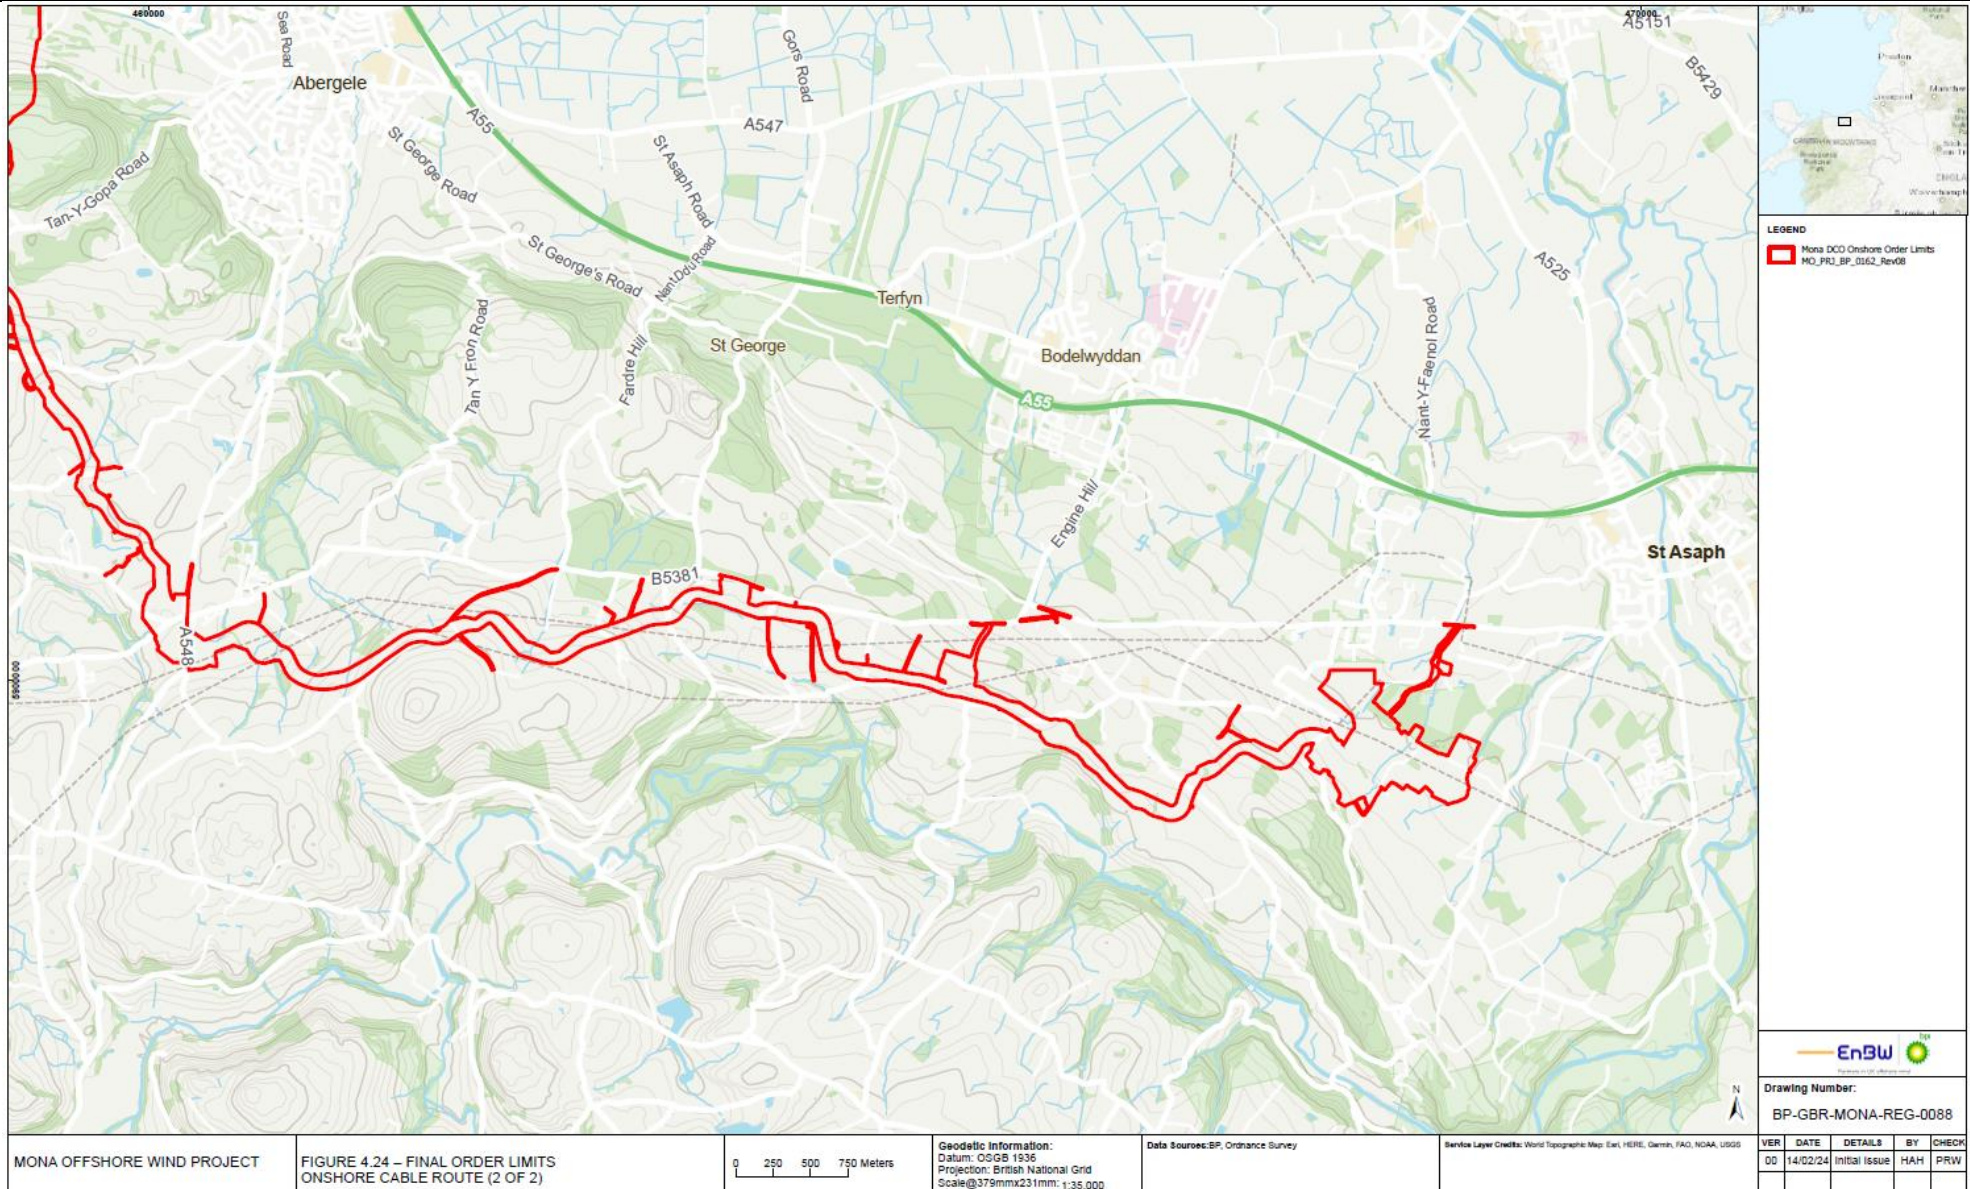 480000
470000
Sea Road
Abergele
Gors Road
A5151
B5429
A55
A547
St George Road
St Asaph Road
Tan-Y-Gopa Road
St George's Road
Nant Ddu Road
A525
Terfyn
Tan Y Fron Road
Fardre Hill
St George
Bodelwyddan
Nant-Y-Faenol Road
A55
Engine Hill
St Asaph
B5381
A548
Preston
Liverpool
CAMBRIAN MOUNTAINS
LEGEND
Mona DCO Onshore Order Limits
MO_PRJ_BP_0162_Rev08
EnBW
bp
Drawing Number:
BP-GBR-MONA-REG-0088
N
MONA OFFSHORE WIND PROJECT
FIGURE 4.24 – FINAL ORDER LIMITS
ONSHORE CABLE ROUTE (2 OF 2)
0 250 500 750 Meters
Geodetic Information:
Datum: OSGB 1936
Projection: British National Grid
Scale@379mmx231mm: 1:35,000
Data Sources:BP, Ordnance Survey
Service Layer Credits: World Topographic Map: Esri, HERE, Garmin, FAO, NOAA, USGS
VER DATE DETAILS BY CHECK
00 14/02/24 Initial Issue HAH PRW